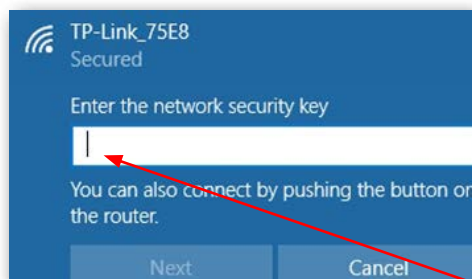 TP-Link_75E8
Secured
Enter the network security key
You can also connect by pushing the button on
the router.
Next
Cancel